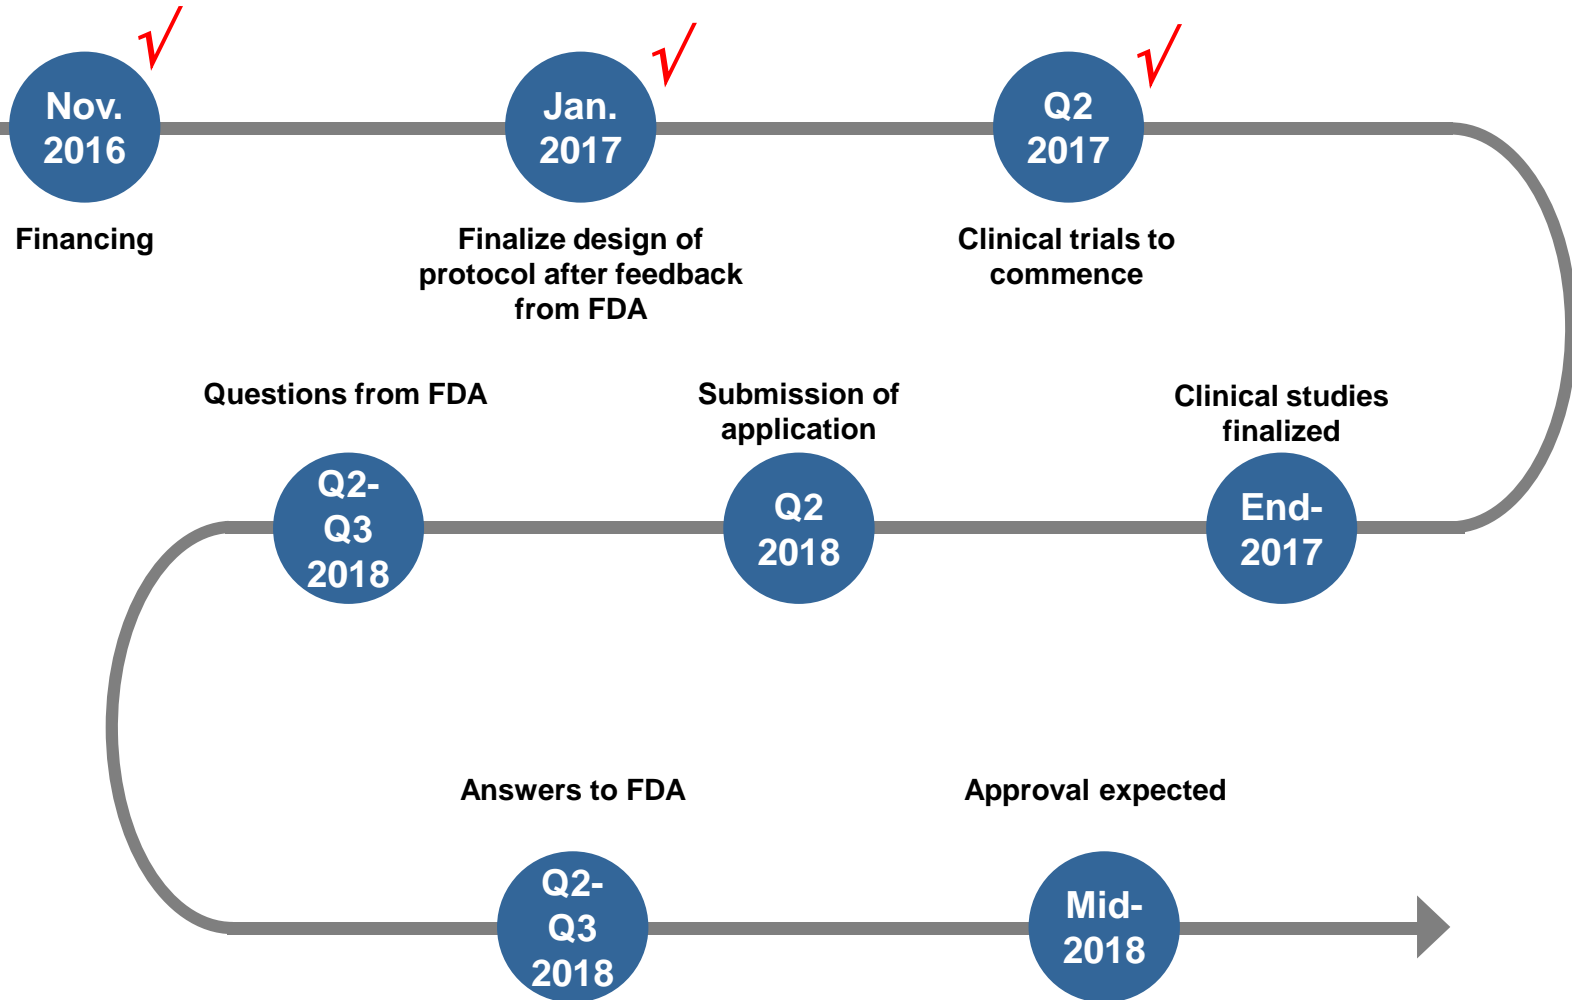 √
√
√
Nov.
2016
Jan.
2017
Q2
2017
Financing
Finalize design of
protocol after feedback
from FDA
Clinical trials to
commence
Questions from FDA
Submission of
application
Clinical studies
finalized
Q2-
Q3
2018
Q2
2018
End-
2017
Answers to FDA
Approval expected
Q2-
Q3
2018
Mid-
2018